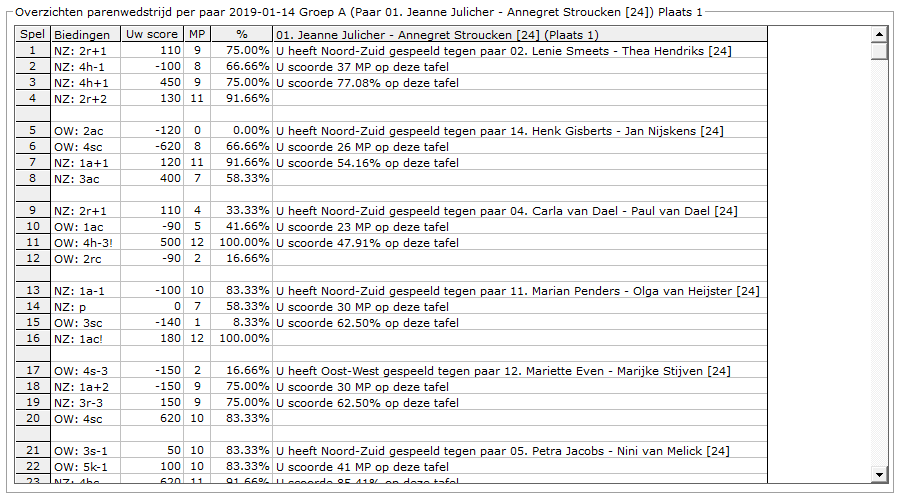 Overzichten parenwedstrijd per paar 2019-01-14 Groep A (Paar 01. Jeanne Julicher - Annegret Stroucken [24]) Plaats 1
Spel Biedingen Uw score MP % 01. Jeanne Julicher - Annegret Stroucken [24] (Plaats 1)
1 NZ: 2r+1 110 9 75.00% U heeft Noord-Zuid gespeeld tegen paar 02. Lenie Smeets - Thea Hendriks [24]
2 NZ: 4h-1 -100 8 66.66% U scoorde 37 MP op deze tafel
3 NZ: 4h+1 450 9 75.00% U scoorde 77.08% op deze tafel
4 NZ: 2r+2 130 11 91.66%
5 OW: 2ac -120 0 0.00% U heeft Noord-Zuid gespeeld tegen paar 14. Henk Gisberts - Jan Nijskens [24]
6 OW: 4sc -620 8 66.66% U scoorde 26 MP op deze tafel
7 NZ: 1a+1 120 11 91.66% U scoorde 54.16% op deze tafel
8 NZ: 3ac 400 7 58.33%
9 NZ: 2r+1 110 4 33.33% U heeft Noord-Zuid gespeeld tegen paar 04. Carla van Dael - Paul van Dael [24]
10 OW: 1ac -90 5 41.66% U scoorde 23 MP op deze tafel
11 OW: 4h-3! 500 12 100.00% U scoorde 47.91% op deze tafel
12 OW: 2rc -90 2 16.66%
13 NZ: 1a-1 -100 10 83.33% U heeft Noord-Zuid gespeeld tegen paar 11. Marian Penders - Olga van Heijster [24]
14 NZ: p 0 7 58.33% U scoorde 30 MP op deze tafel
15 OW: 3sc -140 1 8.33% U scoorde 62.50% op deze tafel
16 NZ: 1ac! 180 12 100.00%
17 OW: 4s-3 -150 2 16.66% U heeft Oost-West gespeeld tegen paar 12. Mariette Even - Marijke Stijven [24]
18 NZ: 1a+2 -150 9 75.00% U scoorde 30 MP op deze tafel
19 NZ: 3r-3 150 9 75.00% U scoorde 62.50% op deze tafel
20 OW: 4sc 620 10 83.33%
21 OW: 3s-1 50 10 83.33% U heeft Noord-Zuid gespeeld tegen paar 05. Petra Jacobs - Nini van Melick [24]
22 OW: 5k-1 100 10 83.33% U scoorde 41 MP op deze tafel
23 NZ: 4hc 620 11 91.66% U scoorde 85.41% op deze tafel